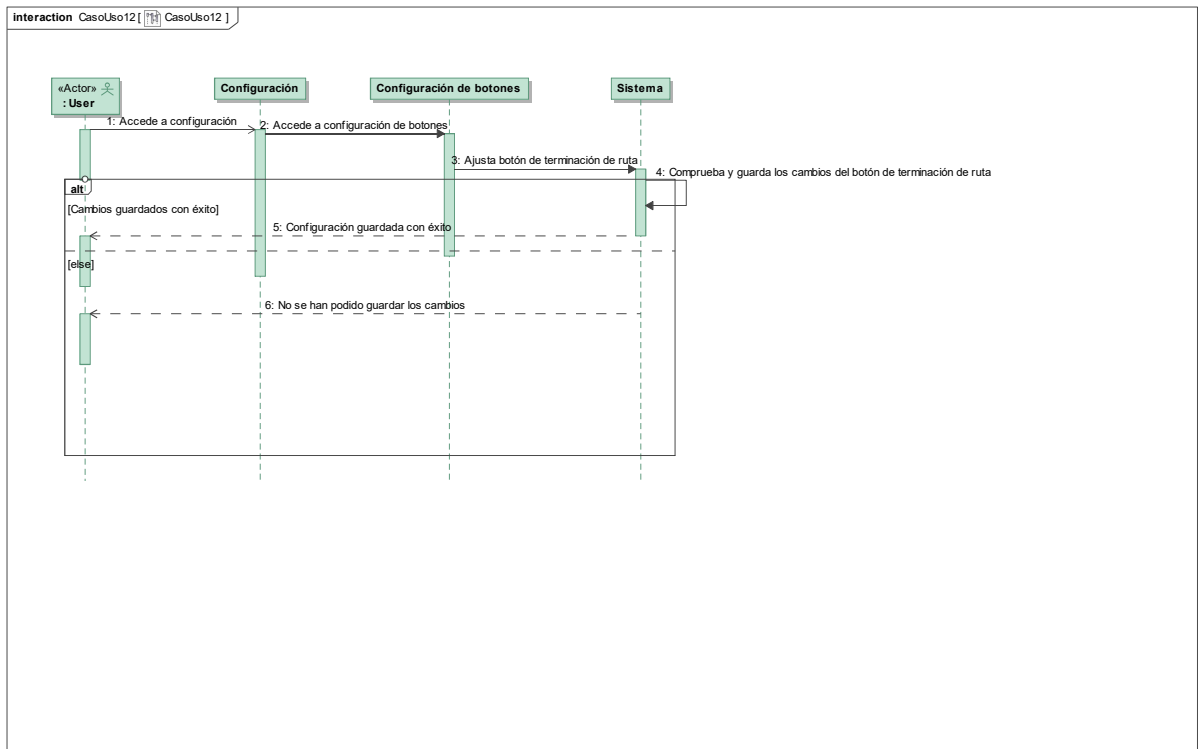 interaction CasoUso12 [ CasoUso12 ]
«Actor»
: User
Configuración
Configuración de botones
Sistema
1: Accede a configuración
2: Accede a configuración de botones
3: Ajusta botón de terminación de ruta
4: Comprueba y guarda los cambios del botón de terminación de ruta
alt
[Cambios guardados con éxito]
5: Configuración guardada con éxito
[else]
6: No se han podido guardar los cambios